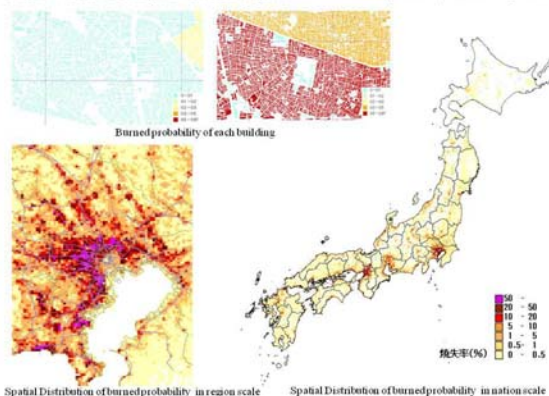 Burned probability of each building
50 -
20 - 50
10 - 20
5 - 10
1 - 5
0.5- 1
0 - 0.5
焼失率(%)
Spatial Distribution of burned probability in region scale
Spatial Distribution of burned probability in nation scale